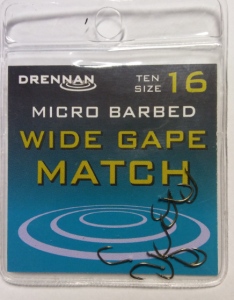 DRENNAN
TEN SIZE 16
MICRO BARBED
WIDE GAPE
MATCH